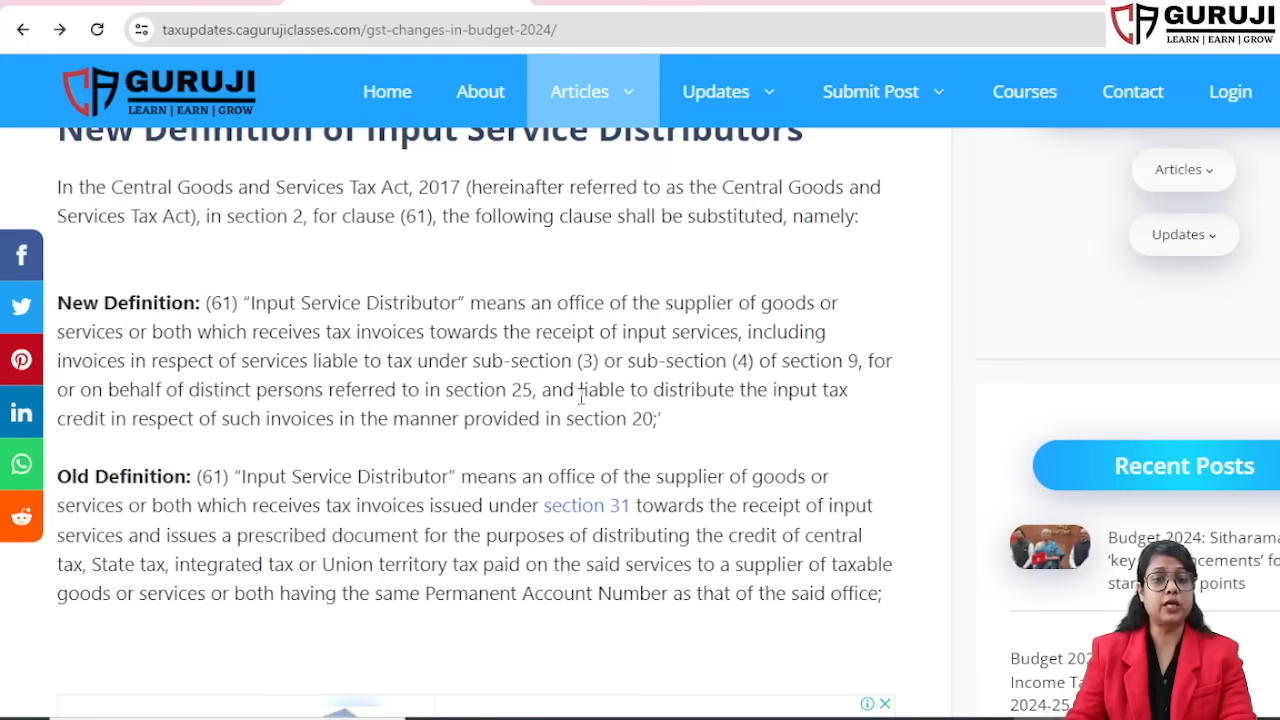 taxupdates.cagurujiclasses.com/gst-changes-in-budget-2024/
GURUJI
LEARN | EARN | GROW
GURUJI
LEARN | EARN | GROW
Home
About
Articles
Updates
Submit Post
Courses
Contact
Login
New Definition of Input Service Distributors
In the Central Goods and Services Tax Act, 2017 (hereinafter referred to as the Central Goods and
Services Tax Act), in section 2, for clause (61), the following clause shall be substituted, namely:
New Definition: (61) “Input Service Distributor” means an office of the supplier of goods or
services or both which receives tax invoices towards the receipt of input services, including
invoices in respect of services liable to tax under sub-section (3) or sub-section (4) of section 9, for
or on behalf of distinct persons referred to in section 25, and liable to distribute the input tax
credit in respect of such invoices in the manner provided in section 20;’
Old Definition: (61) “Input Service Distributor” means an office of the supplier of goods or
services or both which receives tax invoices issued under section 31 towards the receipt of input
services and issues a prescribed document for the purposes of distributing the credit of central
tax, State tax, integrated tax or Union territory tax paid on the said services to a supplier of taxable
goods or services or both having the same Permanent Account Number as that of the said office;
Articles
Updates
Recent Posts
Budget 2024: Sitharama
‘key
fo
sta
points
Budget 202
Income Ta
2024-25